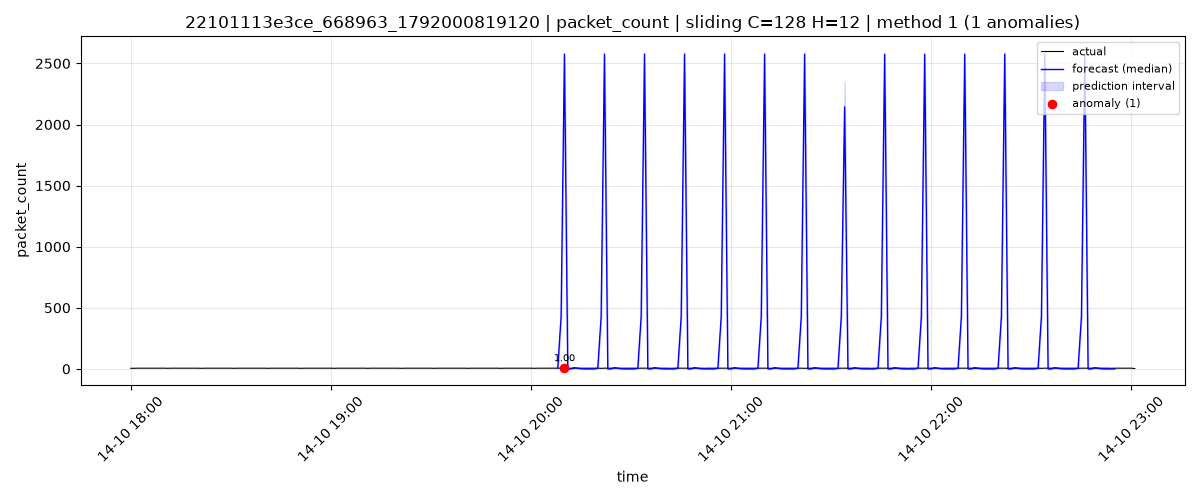 22101113e3ce_668963_1792000819120 | packet_count | sliding C=128 H=12 | method 1 (1 anomalies)
actual
forecast (median)
prediction interval
anomaly (1)
packet_count
2500
2000
1500
1000
500
0
1.00
14-10 18:00
14-10 19:00
14-10 20:00
14-10 21:00
14-10 22:00
14-10 23:00
time